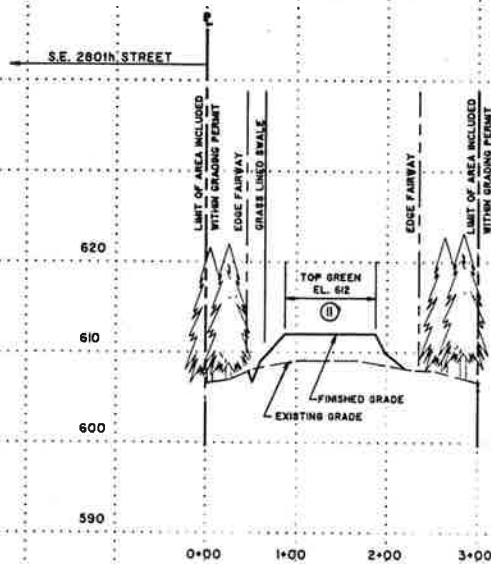 ℄
S.E. 280th STREET
LIMIT OF AREA INCLUDED
WITHIN GRADING PERMIT
EDGE FAIRWAY
GRASS LINED SWALE
EDGE FAIRWAY
LIMIT OF AREA INCLUDED
WITHIN GRADING PERMIT
620
TOP GREEN
EL. 612
11
610
FINISHED GRADE
EXISTING GRADE
600
590
0+00
1+00
2+00
3+00